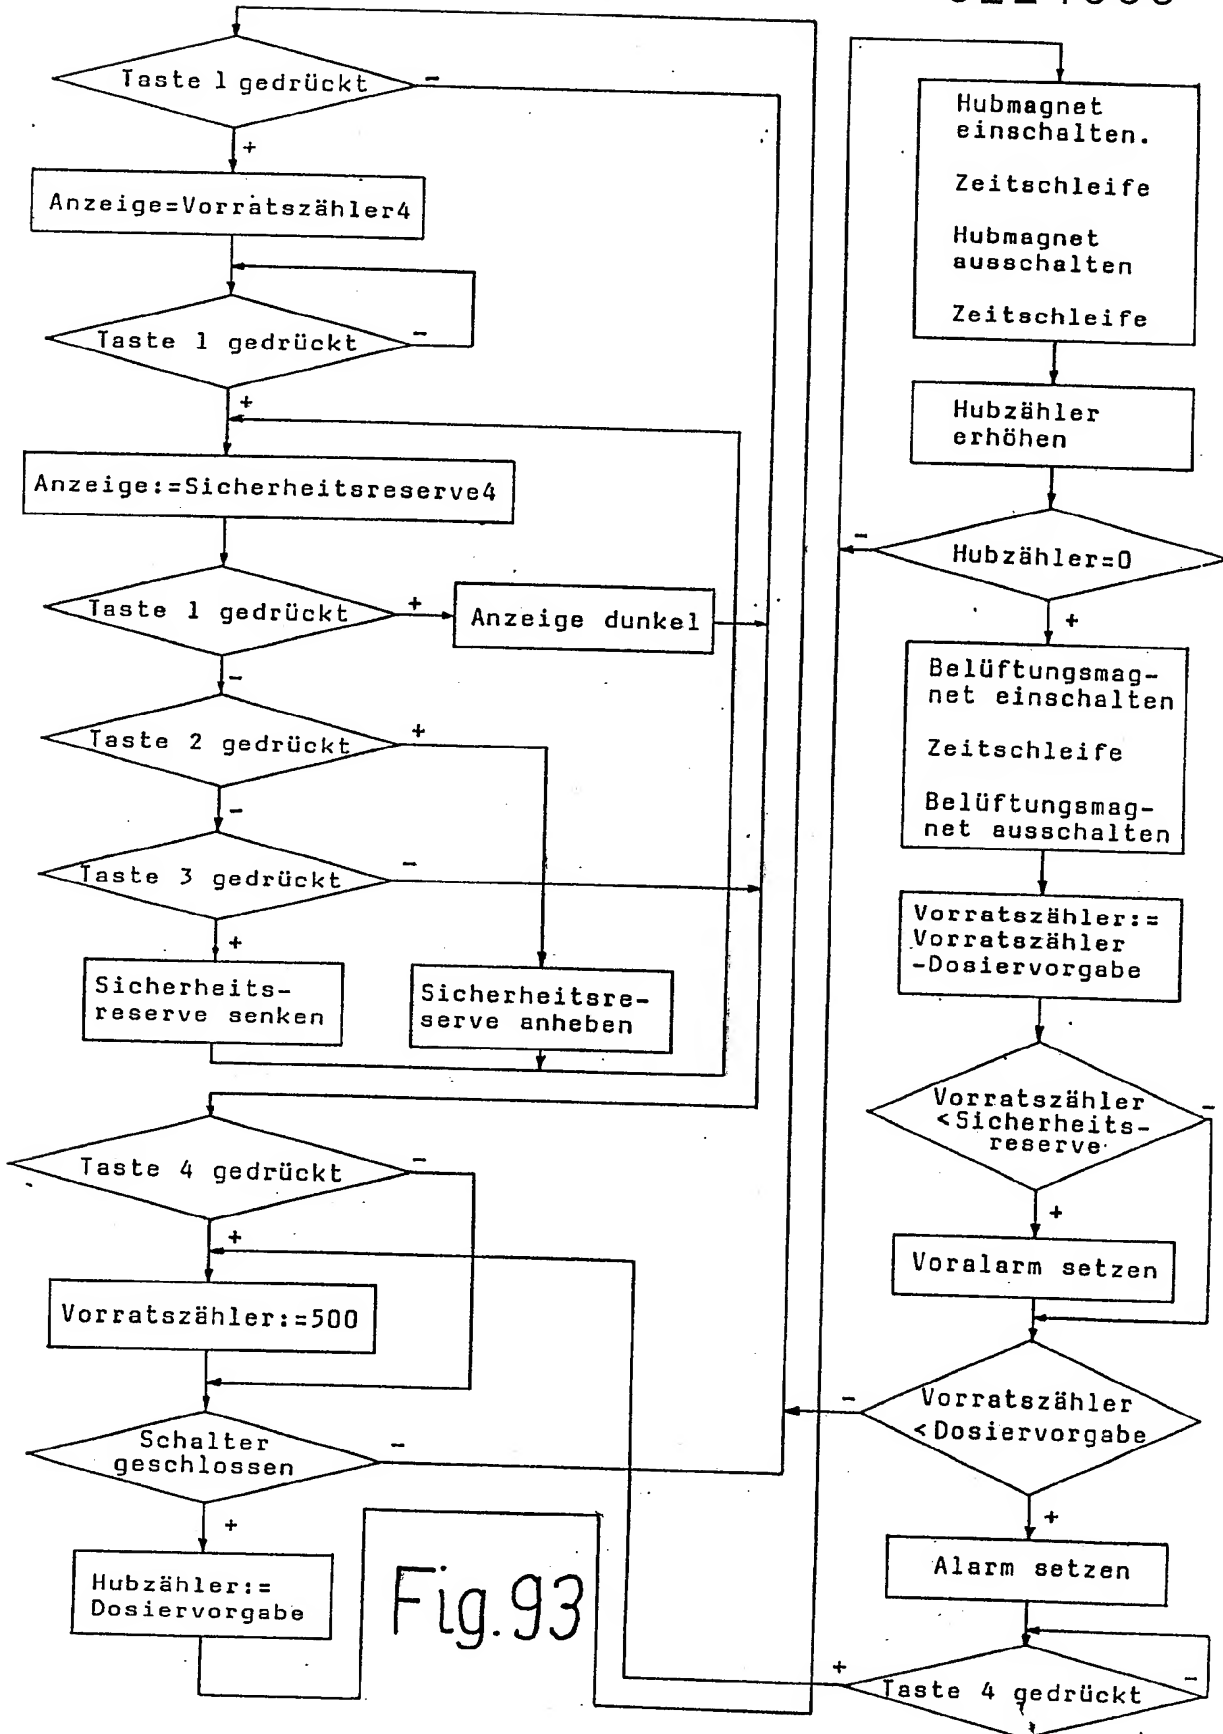 Taste 1 gedrückt
-
+
Anzeige=Vorratszähler4
Taste 1 gedrückt
-
+
Anzeige:=Sicherheitsreserve4
Taste 1 gedrückt
+
Anzeige dunkel
-
Taste 2 gedrückt
+
-
Taste 3 gedrückt
-
+
Sicherheits-
reserve senken
Sicherheitsre-
serve anheben
Taste 4 gedrückt
-
+
Vorratszähler:=500
Schalter
geschlossen
-
+
Hubzähler:=
Dosiervorgabe
Fig.93
Hubmagnet
einschalten.
Zeitschleife
Hubmagnet
ausschalten
Zeitschleife
Hubzähler
erhöhen
-
Hubzähler=0
+
Belüftungsmag-
net einschalten
Zeitschleife
Belüftungsmag-
net ausschalten
Vorratszähler:=
Vorratszähler
-Dosiervorgabe
Vorratszähler
<Sicherheits-
reserve
-
+
Voralarm setzen
-
Vorratszähler
<Dosiervorgabe
+
Alarm setzen
+
Taste 4 gedrückt
-